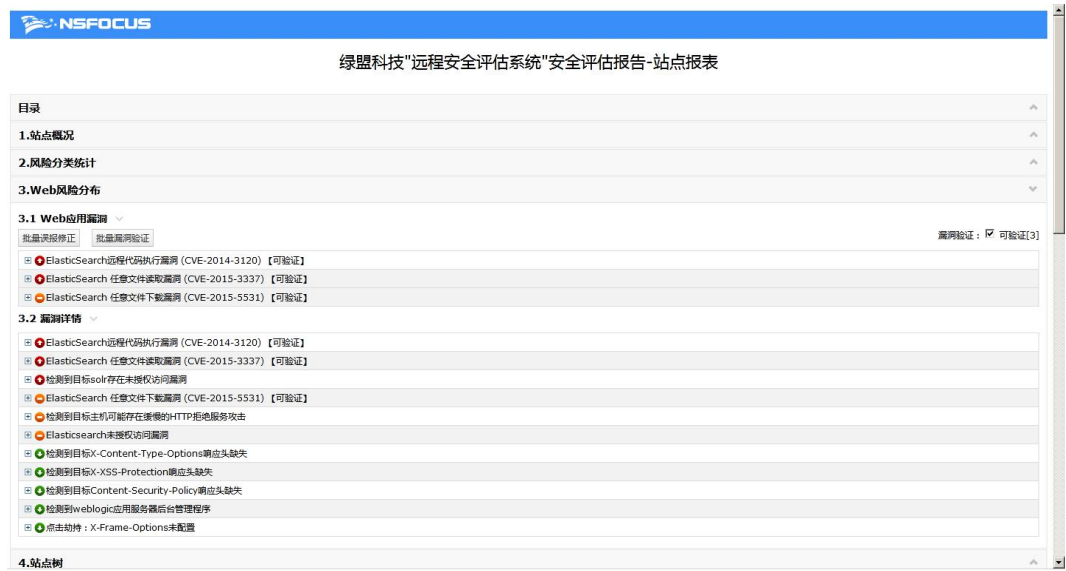 NSFOCUS
绿盟科技"远程安全评估系统"安全评估报告-站点报表
目录
1.站点概况
2.风险分类统计
3.Web风险分布
3.1 Web应用漏洞
批量误报修正 批量漏洞验证 漏洞验证： 可验证[3]
ElasticSearch远程代码执行漏洞 (CVE-2014-3120) 【可验证】
ElasticSearch 任意文件读取漏洞 (CVE-2015-3337) 【可验证】
ElasticSearch 任意文件下载漏洞 (CVE-2015-5531) 【可验证】
3.2 漏洞详情
ElasticSearch远程代码执行漏洞 (CVE-2014-3120) 【可验证】
ElasticSearch 任意文件读取漏洞 (CVE-2015-3337) 【可验证】
检测到目标solr存在未授权访问漏洞
ElasticSearch 任意文件下载漏洞 (CVE-2015-5531) 【可验证】
检测到目标主机可能存在缓慢的HTTP拒绝服务攻击
Elasticsearch未授权访问漏洞
检测到目标X-Content-Type-Options响应头缺失
检测到目标X-XSS-Protection响应头缺失
检测到目标Content-Security-Policy响应头缺失
检测到weblogic应用服务器后台管理程序
点击劫持：X-Frame-Options未配置
4.站点树